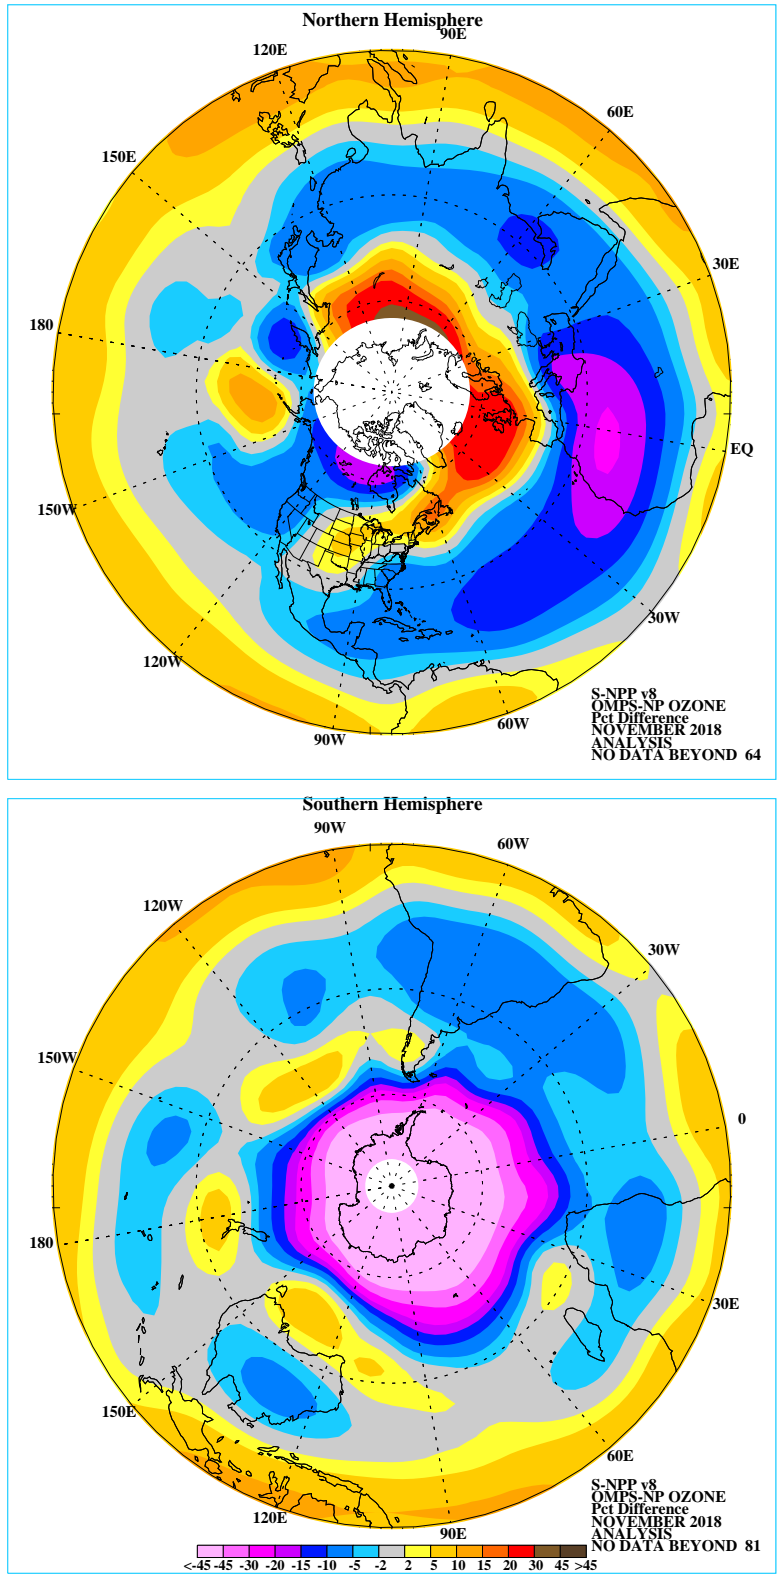 Northern Hemisphere
90E
120E
60E
150E
30E
180
EQ
150W
30W
120W
60W
90W
S-NPP v8
OMPS-NP OZONE
Pct Difference
NOVEMBER 2018
ANALYSIS
NO DATA BEYOND 64
Southern Hemisphere
90W
60W
120W
30W
150W
0
180
30E
150E
60E
120E
90E
S-NPP v8
OMPS-NP OZONE
Pct Difference
NOVEMBER 2018
ANALYSIS
NO DATA BEYOND 81
<-45 -45 -30 -20 -15 -10 -5 -2 2 5 10 15 20 30 45 >45